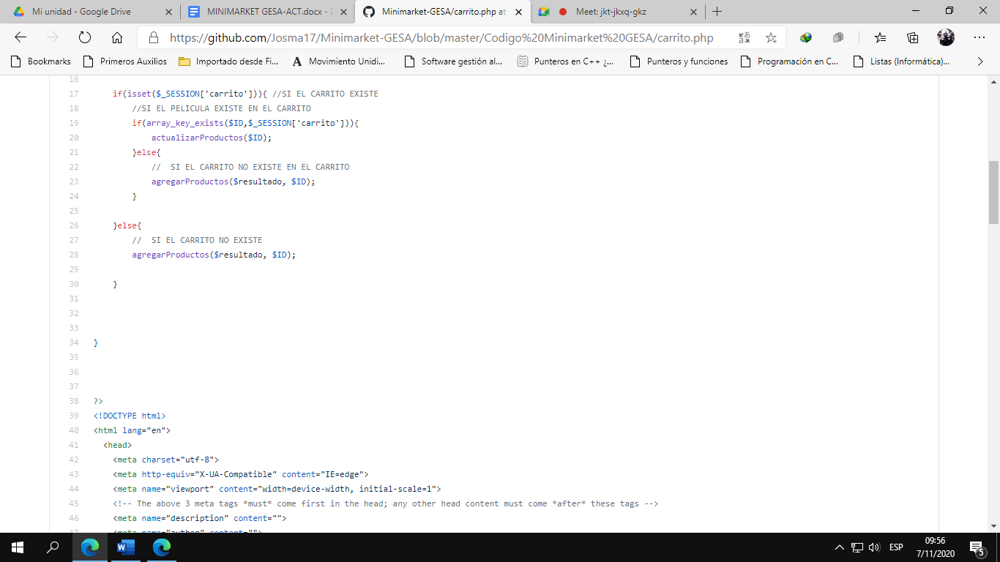 Mi unidad - Google Drive
MINIMARKET GESA-ACT.docx - D
Minimarket-GESA/carrito.php at
Meet: jkt-jkxq-gkz
https://github.com/Josma17/Minimarket-GESA/blob/master/Codigo%20Minimarket%20GESA/carrito.php
Bookmarks
Primeros Auxilios
Importado desde Fi...
Movimiento Unidi...
Software gestión al...
Punteros en C++ ¿...
Punteros y funciones
Programación en C...
Listas (Informática)...
16
17 if(isset($_SESSION['carrito'])){ //SI EL CARRITO EXISTE
18 //SI EL PELICULA EXISTE EN EL CARRITO
19 if(array_key_exists($ID,$_SESSION['carrito'])){
20 actualizarProductos($ID);
21 }else{
22 //  SI EL CARRITO NO EXISTE EN EL CARRITO
23 agregarProductos($resultado, $ID);
24 }
25
26 }else{
27 //  SI EL CARRITO NO EXISTE
28 agregarProductos($resultado, $ID);
29
30 }
31
32
33
34 }
35
36
37
38 ?>
39 <!DOCTYPE html>
40 <html lang="en">
41 <head>
42 <meta charset="utf-8">
43 <meta http-equiv="X-UA-Compatible" content="IE=edge">
44 <meta name="viewport" content="width=device-width, initial-scale=1">
45 <!-- The above 3 meta tags *must* come first in the head; any other head content must come *after* these tags -->
46 <meta name="description" content="">
47 <meta name="author" content="">
ESP
09:56
7/11/2020
5